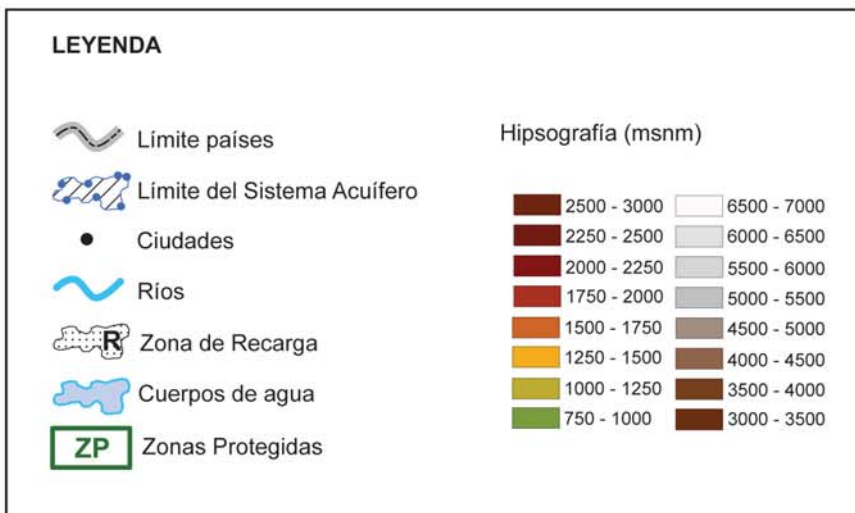 LEYENDA
Límite países
Límite del Sistema Acuífero
Ciudades
Ríos
R Zona de Recarga
Cuerpos de agua
ZP Zonas Protegidas
Hipsografía (msnm)
2500 - 3000
2250 - 2500
2000 - 2250
1750 - 2000
1500 - 1750
1250 - 1500
1000 - 1250
750 - 1000
6500 - 7000
6000 - 6500
5500 - 6000
5000 - 5500
4500 - 5000
4000 - 4500
3500 - 4000
3000 - 3500